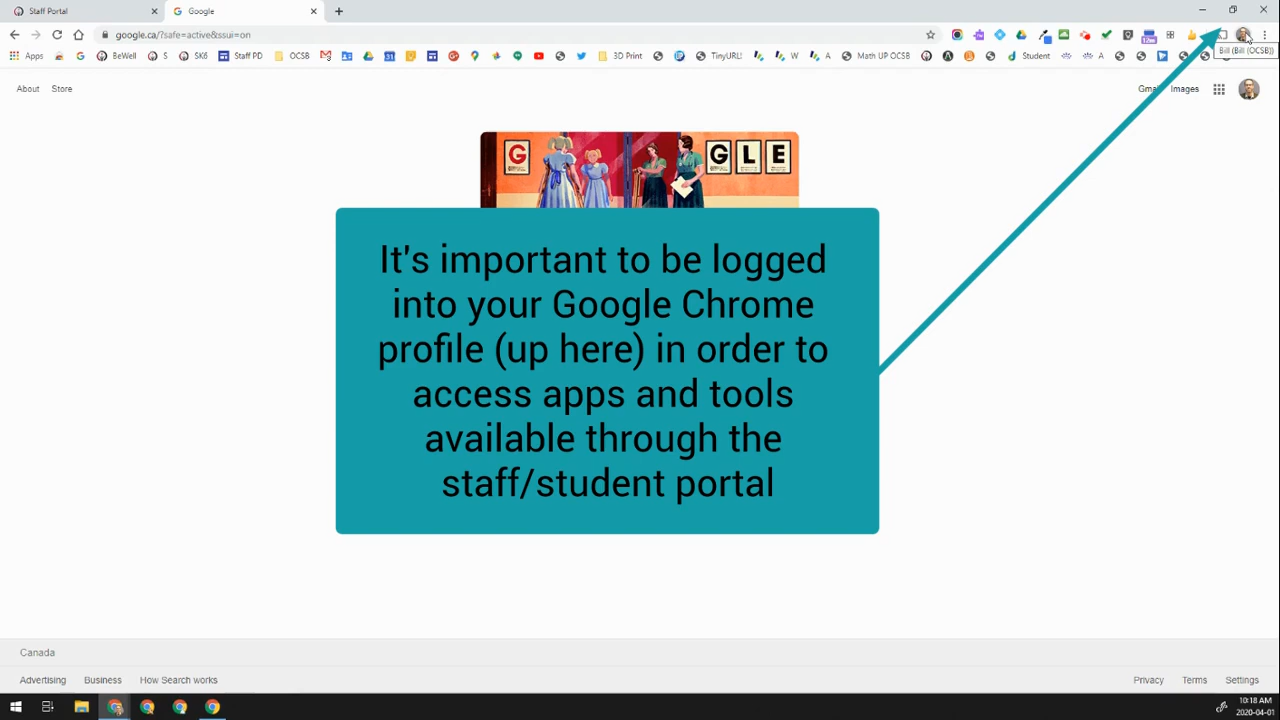 Staff Portal
Google
google.ca/?safe=active&ssui=on
Apps
BeWell
S
SK6
Staff PD
OCSB
3D Print
TinyURL!
W
A
Math UP OCSB
Student
A
Bill (Bill (OCSB))
About
Store
Gmail
Images
G
G L E
It's important to be logged
into your Google Chrome
profile (up here) in order to
access apps and tools
available through the
staff/student portal
Canada
Advertising
Business
How Search works
Privacy
Terms
Settings
10:18 AM
2020-04-01